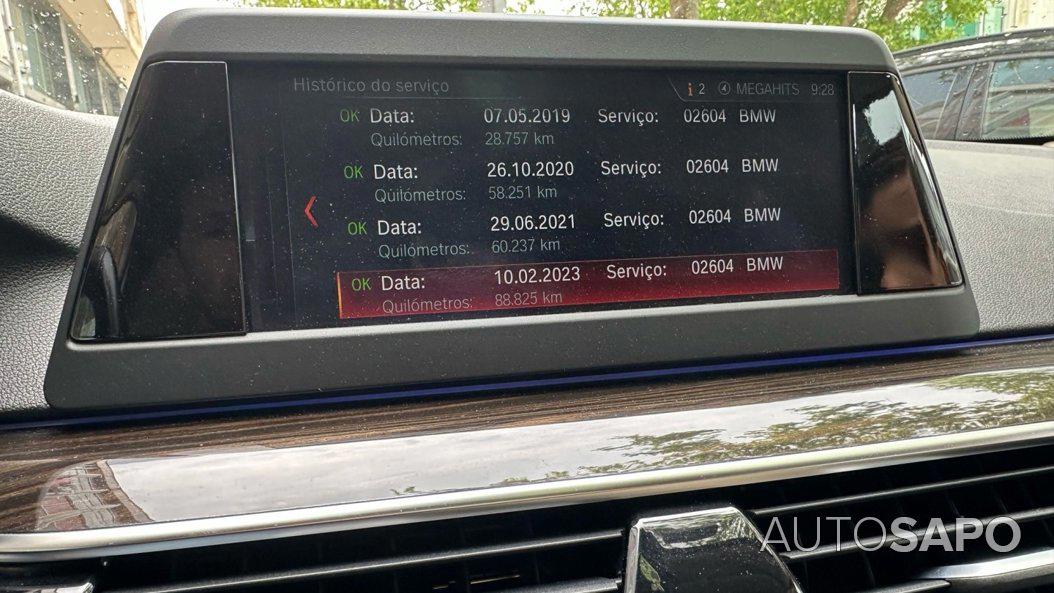 Histórico do serviço
i 2 MEGAHITS 9:28
OK Data: 07.05.2019 Serviço: 02604 BMW
Quilómetros: 28.757 km
OK Data: 26.10.2020 Serviço: 02604 BMW
Quilómetros: 58.251 km
OK Data: 29.06.2021 Serviço: 02604 BMW
Quilómetros: 60.237 km
OK Data: 10.02.2023 Serviço: 02604 BMW
Quilómetros: 88.825 km
AUTOSAPO